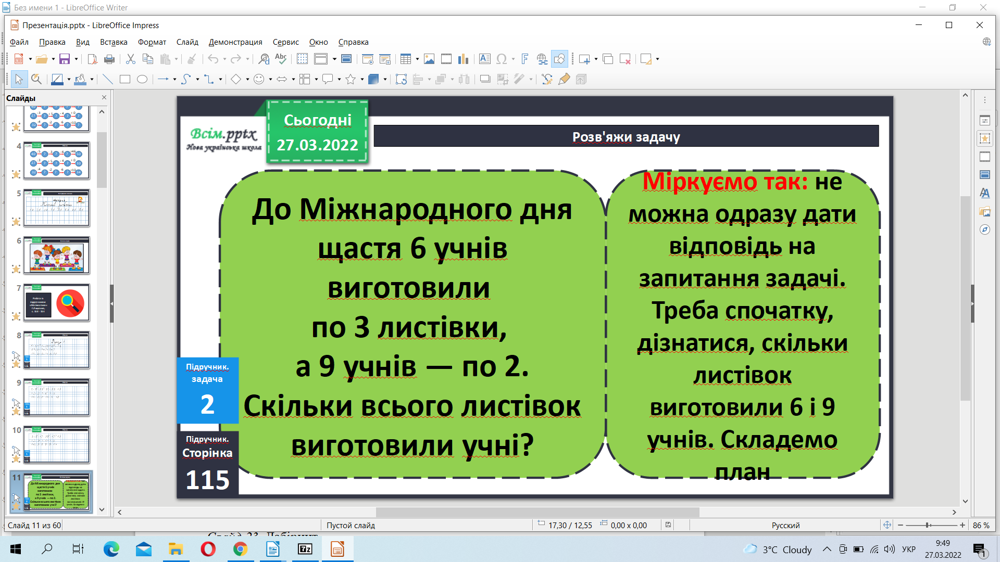 Без имени 1 - LibreOffice Writer
Презентація.pptx - LibreOffice Impress
Файл Правка Вид Вставка Формат Слайд Демонстрация Сервис Окно Справка
Слайды
4
5
6
7
8
9
10
11
Робота із
підручником
«Математика»
Всім.pptx
Нова українська школа
Сьогодні
27.03.2022
Розв'яжи задачу
До Міжнародного дня
щастя 6 учнів
виготовили
по 3 листівки,
а 9 учнів — по 2.
Скільки всього листівок
виготовили учні?
Міркуємо так: не
можна одразу дати
відповідь на
запитання задачі.
Треба спочатку,
дізнатися, скільки
листівок
виготовили 6 і 9
учнів. Складемо
план
Підручник.
задача
2
Підручник.
Сторінка
115
Слайд 11 из 60
Пустой слайд
17,30 / 12,55
0,00 x 0,00
Русский
86 %
3°C Cloudy
УКР
9:49
27.03.2022
1